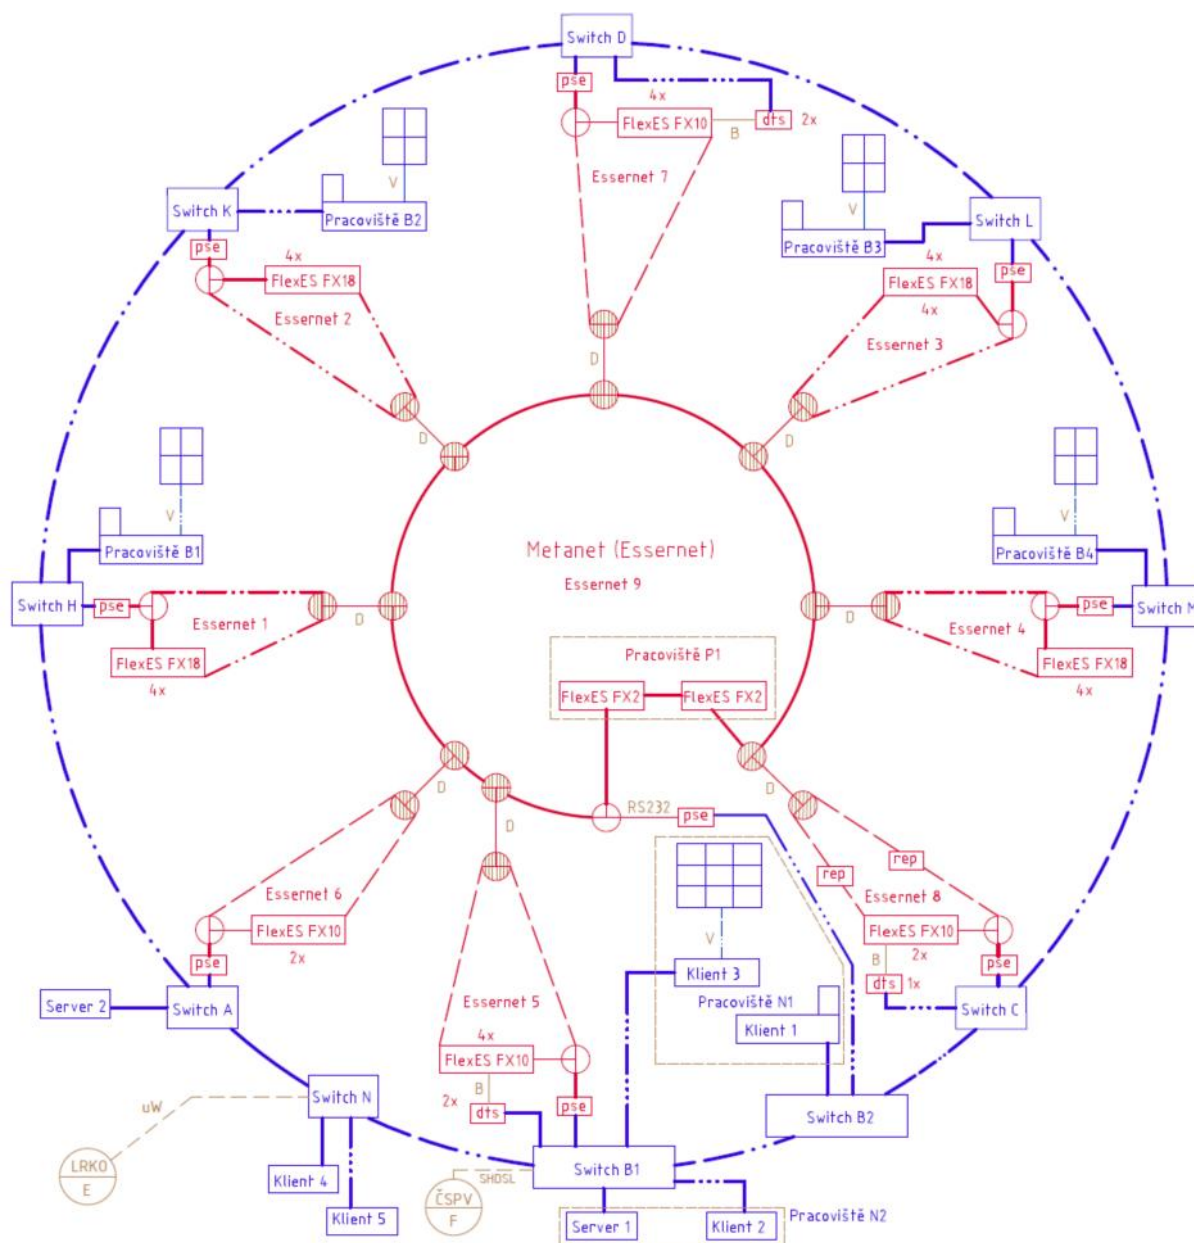 Switch D
pse
4x
FlexES FX10
B
dts
2x
Essernet 7
D
V
Switch K
Pracoviště B2
pse
4x
FlexES FX18
Essernet 2
D
V
Pracoviště B3
Switch L
pse
4x
FlexES FX18
4x
Essernet 3
D
V
Pracoviště B1
Switch H
pse
Essernet 1
FlexES FX18
4x
D
Metanet (Essernet)
Essernet 9
V
Pracoviště B4
Switch M
pse
D
Essernet 4
FlexES FX18
4x
Pracoviště P1
FlexES FX2
FlexES FX2
D
D
D
RS232
pse
Essernet 6
FlexES FX10
2x
pse
Server 2
Switch A
rep
rep
Essernet 8
FlexES FX10
B
2x
dts
1x
pse
Switch C
V
Klient 3
Pracoviště N1
Klient 1
Essernet 5
4x
FlexES FX10
B
2x
dts
pse
Switch N
uW
LRKO
E
Klient 4
Klient 5
Switch B2
Switch B1
SHDSL
ČSPV
F
Server 1
Klient 2
Pracoviště N2